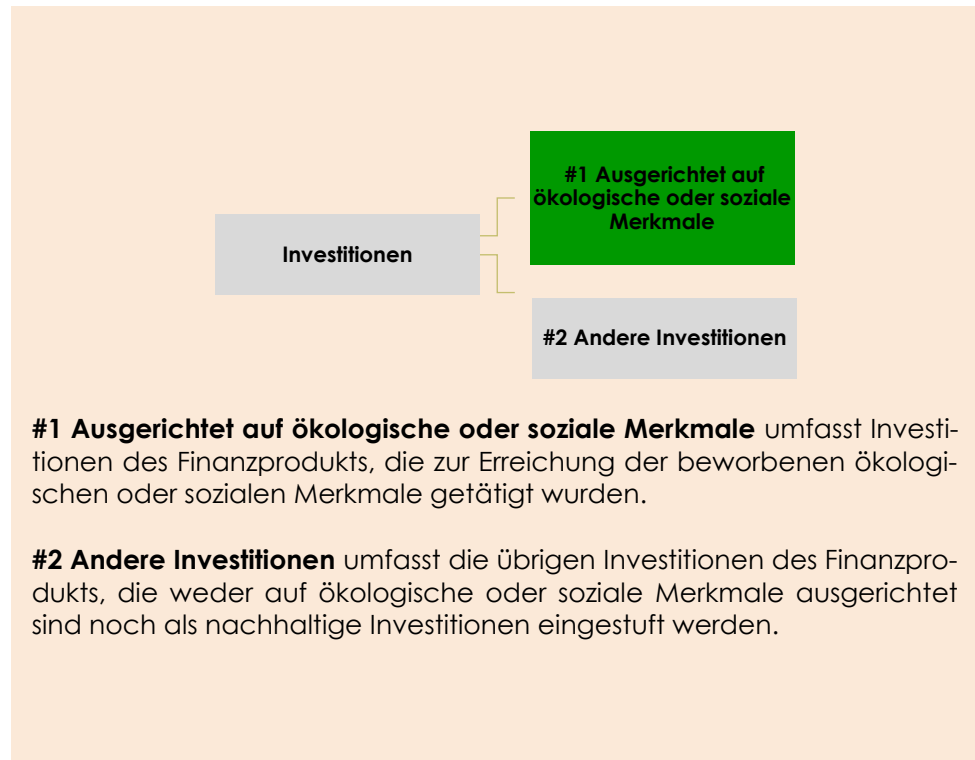 #1 Ausgerichtet auf
ökologische oder soziale
Merkmale
Investitionen
#2 Andere Investitionen
#1 Ausgerichtet auf ökologische oder soziale Merkmale umfasst Investi-
tionen des Finanzprodukts, die zur Erreichung der beworbenen ökologi-
schen oder sozialen Merkmale getätigt wurden.
#2 Andere Investitionen umfasst die übrigen Investitionen des Finanzpro-
dukts, die weder auf ökologische oder soziale Merkmale ausgerichtet
sind noch als nachhaltige Investitionen eingestuft werden.